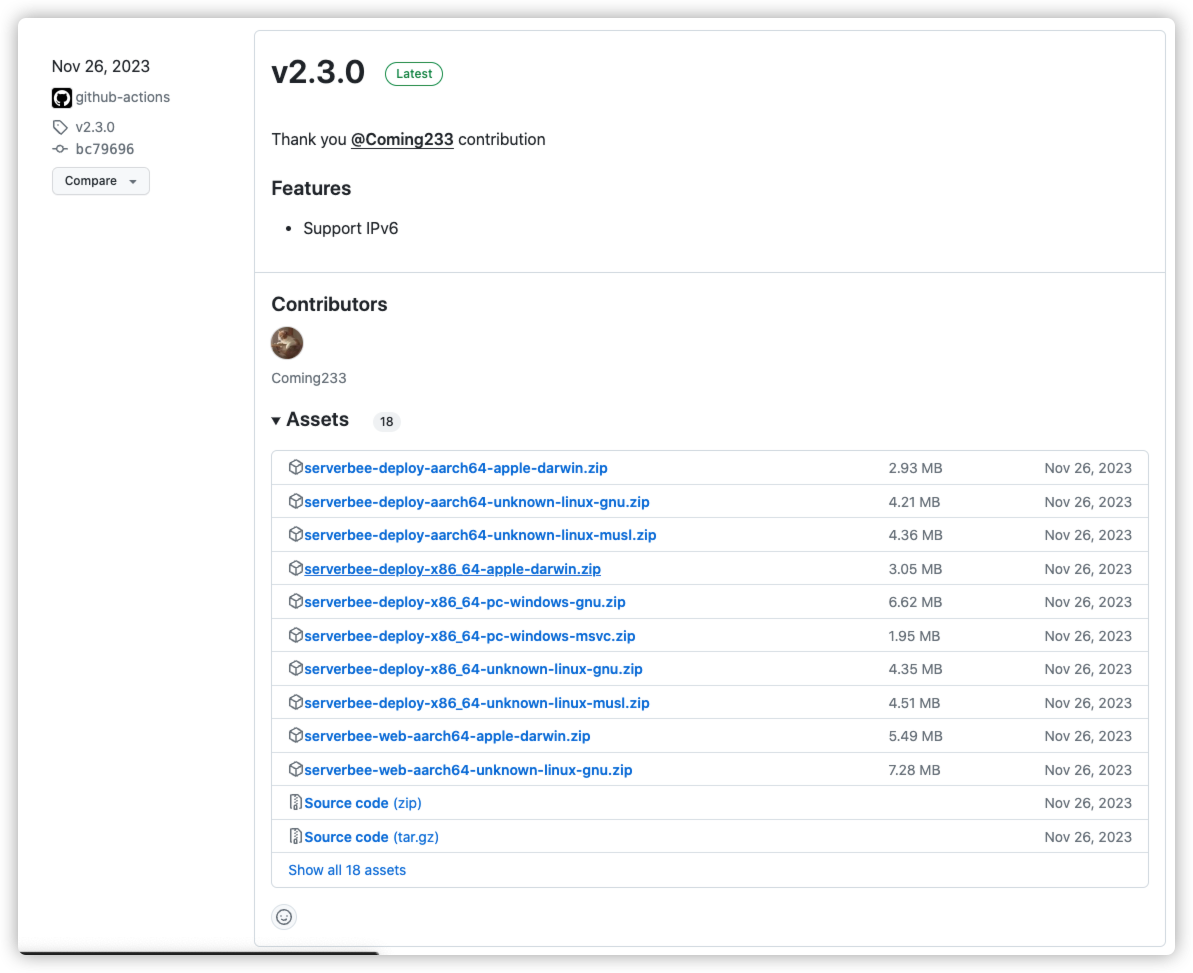 Nov 26, 2023
github-actions
v2.3.0
bc79696
Compare
v2.3.0 Latest
Thank you @Coming233 contribution
Features
• Support IPv6
Contributors
Coming233
Assets 18
serverbee-deploy-aarch64-apple-darwin.zip 2.93 MB Nov 26, 2023
serverbee-deploy-aarch64-unknown-linux-gnu.zip 4.21 MB Nov 26, 2023
serverbee-deploy-aarch64-unknown-linux-musl.zip 4.36 MB Nov 26, 2023
serverbee-deploy-x86_64-apple-darwin.zip 3.05 MB Nov 26, 2023
serverbee-deploy-x86_64-pc-windows-gnu.zip 6.62 MB Nov 26, 2023
serverbee-deploy-x86_64-pc-windows-msvc.zip 1.95 MB Nov 26, 2023
serverbee-deploy-x86_64-unknown-linux-gnu.zip 4.35 MB Nov 26, 2023
serverbee-deploy-x86_64-unknown-linux-musl.zip 4.51 MB Nov 26, 2023
serverbee-web-aarch64-apple-darwin.zip 5.49 MB Nov 26, 2023
serverbee-web-aarch64-unknown-linux-gnu.zip 7.28 MB Nov 26, 2023
Source code (zip) Nov 26, 2023
Source code (tar.gz) Nov 26, 2023
Show all 18 assets